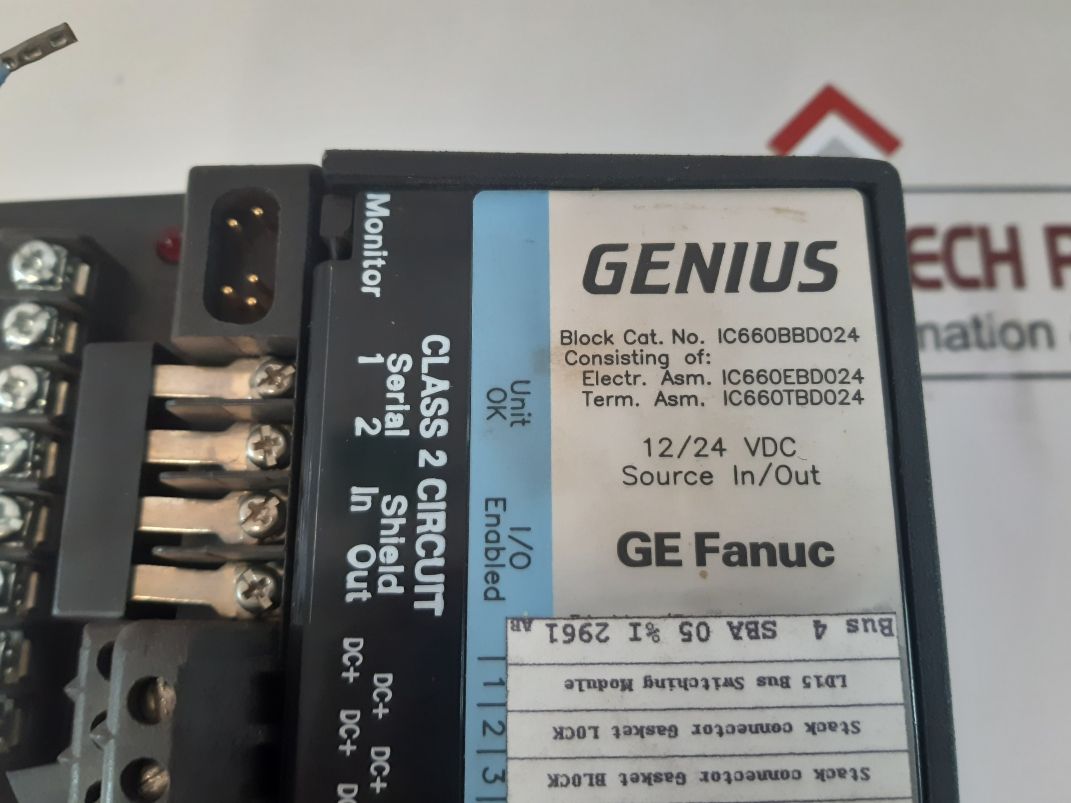 GENIUS
Block Cat. No. IC660BBD024
Consisting of:
Electr. Asm. IC660EBD024
Term. Asm. IC660TBD024
12/24 VDC
Source In/Out
GE Fanuc
Unit
OK
I/O
Enabled
1 2 3
Monitor
CLASS 2 CIRCUIT
Serial Shield
1 2 In Out
DC+ DC+
DC+ DC+
Bus 4 SBA 05 %I 2961 AB
LD15 Bus Switching Module
Stack connector Gasket LOCK
Stack connector Gasket BLOCK
ECH